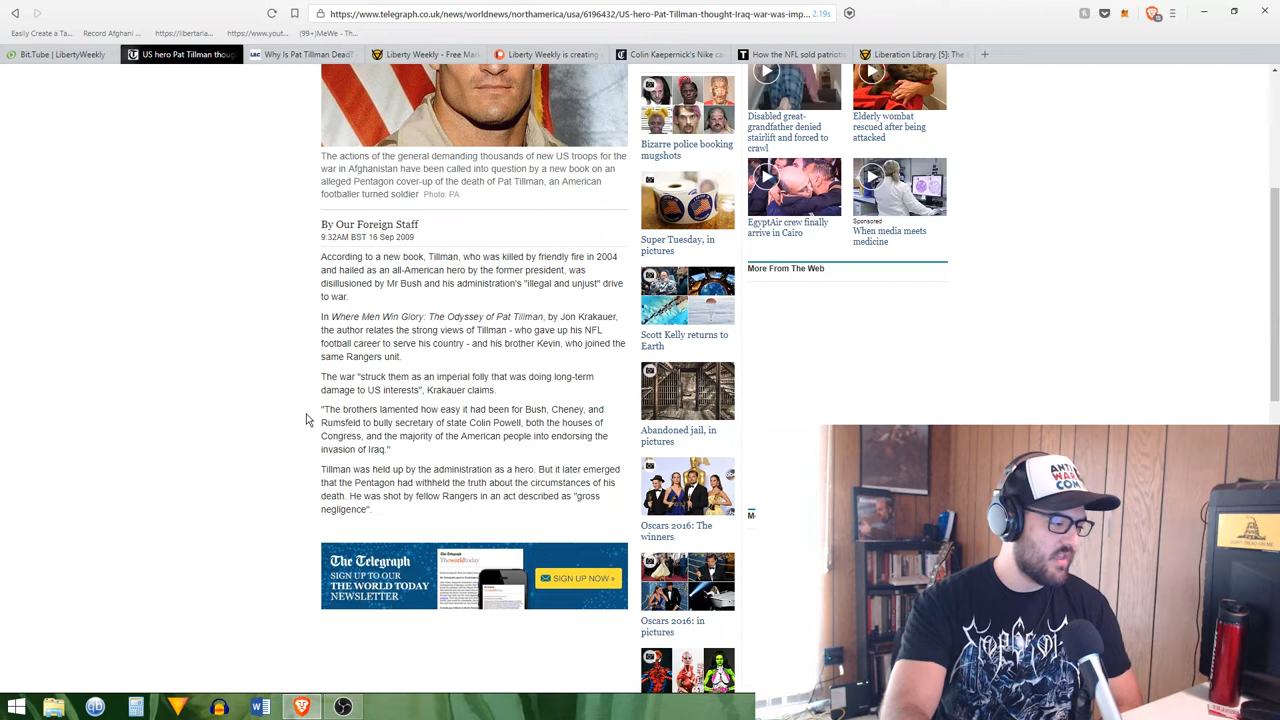 https://www.telegraph.co.uk/news/worldnews/northamerica/usa/6196432/US-hero-Pat-Tillman-thought-Iraq-war-was-imp... 2.19s
Easily Create a Ta... Record Afghani ... https://libertaria... https://www.yout... (99+)MeWe - Th...
Bit.Tube | LibertyWeekly US hero Pat Tillman thoug Why Is Pat Tillman Dead? Liberty Weekly - Free Mar Liberty Weekly is creating Colin Kaepernick's Nike ca How the NFL sold patriotis Liberation Library [5]: The
The actions of the general demanding thousands of new US troops for the
war in Afghanistan have been called into question by a new book on an
alleged Pentagon cover-up of the death of Pat Tillman, an American
footballer turned soldier Photo: PA
By Our Foreign Staff
9:32AM BST 16 Sep 2009
According to a new book, Tillman, who was killed by friendly fire in 2004
and hailed as an all-American hero by the former president, was
disillusioned by Mr Bush and his administration's "illegal and unjust" drive
to war.
In Where Men Win Glory: The Odyssey of Pat Tillman, by Jon Krakauer,
the author relates the strong views of Tillman - who gave up his NFL
football career to serve his country - and his brother Kevin, who joined the
same Rangers unit.
The war "struck them as an imperial folly that was doing long-term
damage to US interests", Krakauer claims.
"The brothers lamented how easy it had been for Bush, Cheney, and
Rumsfeld to bully secretary of state Colin Powell, both the houses of
Congress, and the majority of the American people into endorsing the
invasion of Iraq."
Tillman was held up by the administration as a hero. But it later emerged
that the Pentagon had withheld the truth about the circumstances of his
death. He was shot by fellow Rangers in an act described as "gross
negligence".
The Telegraph
SIGN UP TO OUR
THE WORLD TODAY
NEWSLETTER
The Telegraph
Theworldtoday
SIGN UP NOW »
Bizarre police booking
mugshots
Super Tuesday, in
pictures
Scott Kelly returns to
Earth
Abandoned jail, in
pictures
Oscars 2016: The
winners
Oscars 2016: in
pictures
Disabled great-
grandfather denied
stairlift and forced to
crawl
Elderly wombat
rescued after being
attacked
EgyptAir crew finally
arrive in Cairo
Sponsored
When media meets
medicine
More From The Web
ANTI
WAR
COM
DON'T TREAD ON ME